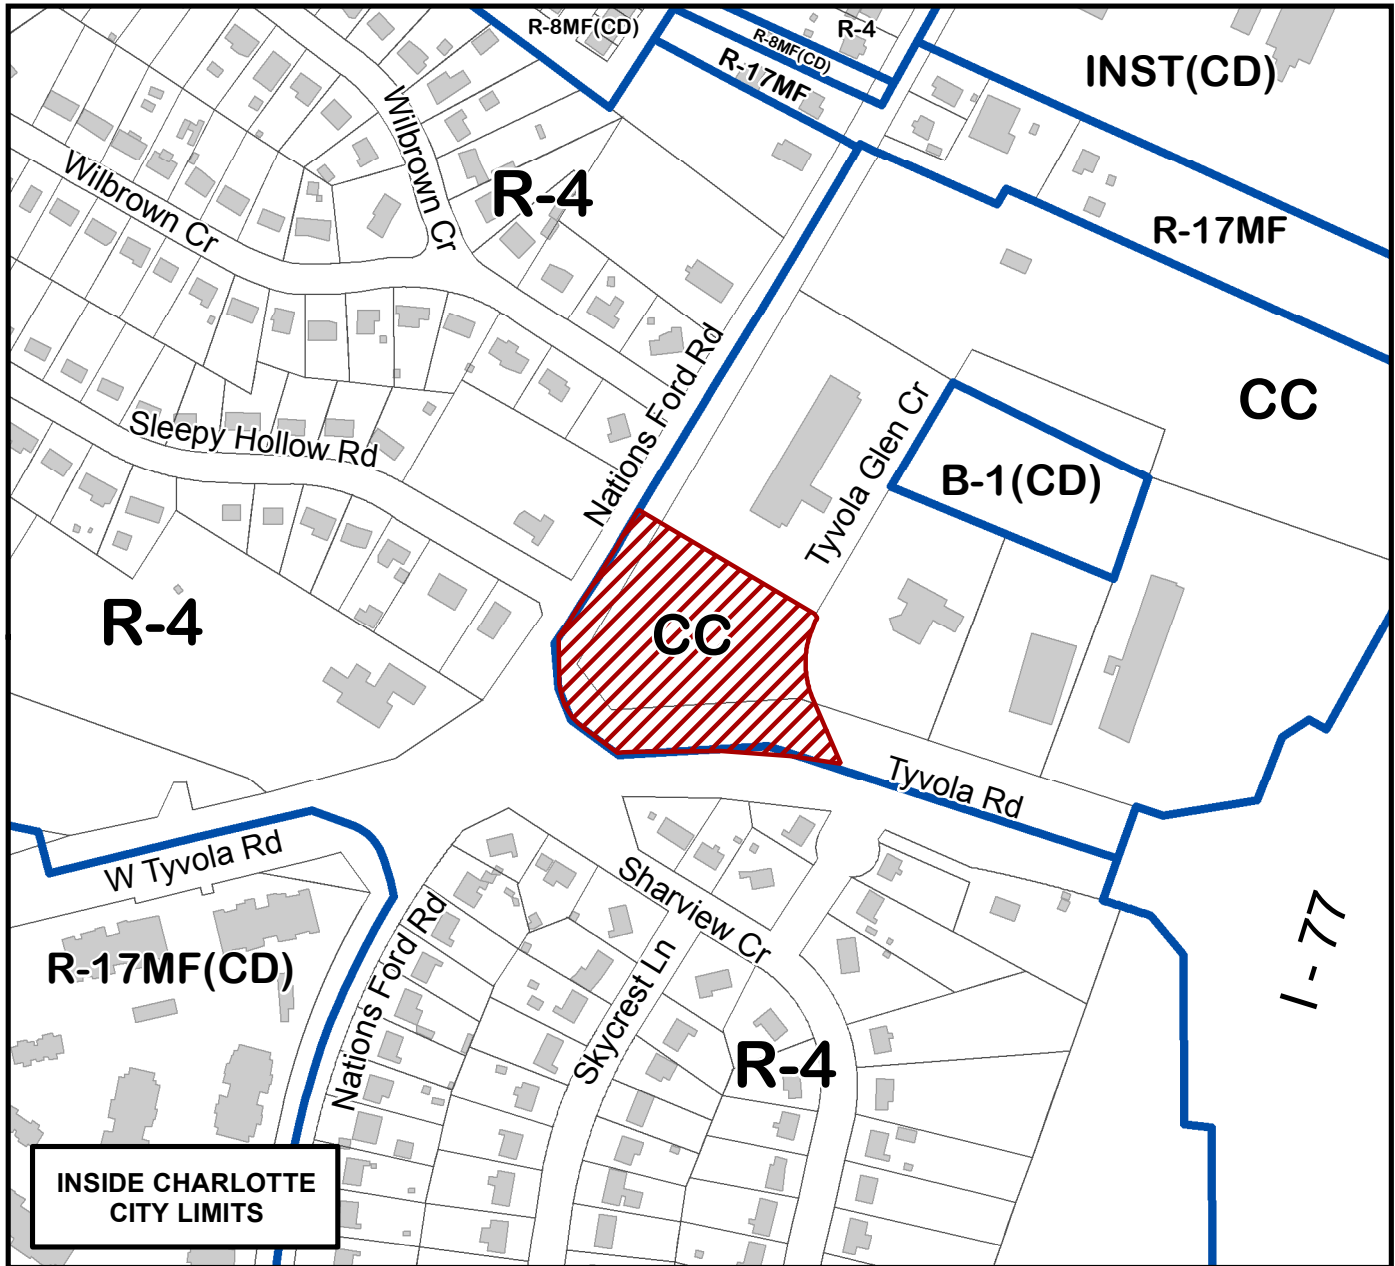 R-8MF(CD)
R-4
R-8MF(CD)
R-17MF
INST(CD)
Wilbrown Cr
Wilbrown Cr
R-4
R-17MF
Nations Ford Rd
CC
Tyvola Glen Cr
Sleepy Hollow Rd
B-1(CD)
R-4
CC
Tyvola Rd
W Tyvola Rd
Sharview Cr
Nations Ford Rd
R-17MF(CD)
Skycrest Ln
I - 77
R-4
INSIDE CHARLOTTE
CITY LIMITS